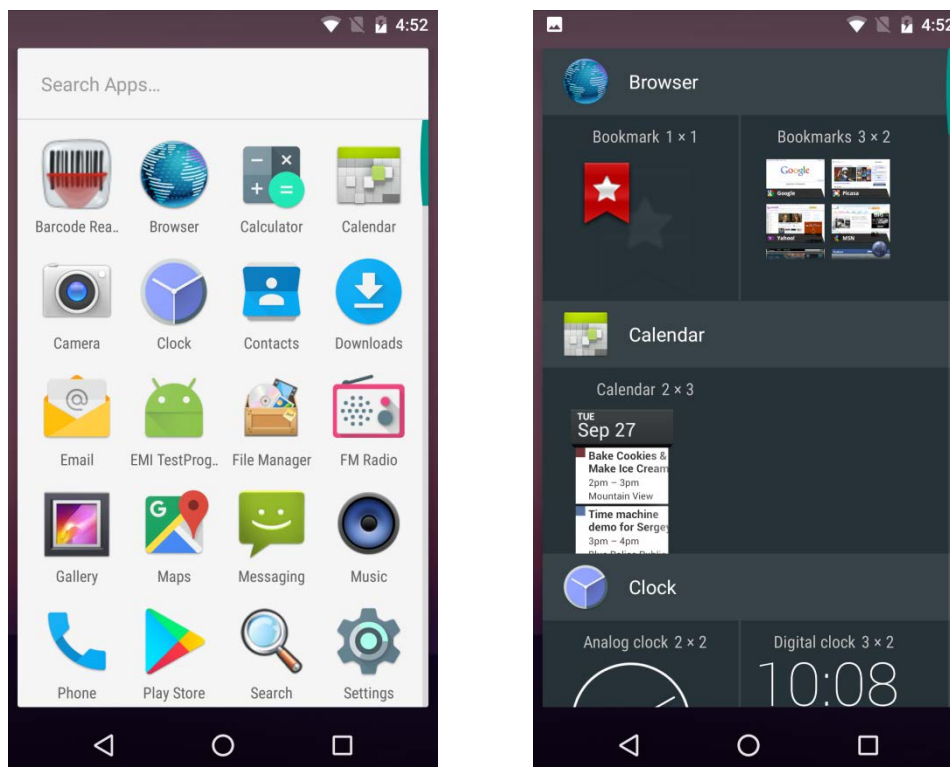 4:52
Search Apps…
Barcode Rea.. Browser Calculator Calendar
Camera Clock Contacts Downloads
@
Email EMI TestProg.. File Manager FM Radio
G
Gallery Maps Messaging Music
Phone Play Store Search Settings
4:52
Browser
Bookmark 1 × 1 Bookmarks 3 × 2
Google
Google Picasa
Yahoo! MSN
Calendar
Calendar 2 × 3
TUE
Sep 27
Bake Cookies &
Make Ice Cream
2pm – 3pm
Mountain View
Time machine
demo for Sergey
3pm – 4pm
Clock
Analog clock 2 × 2 Digital clock 3 × 2
10:08